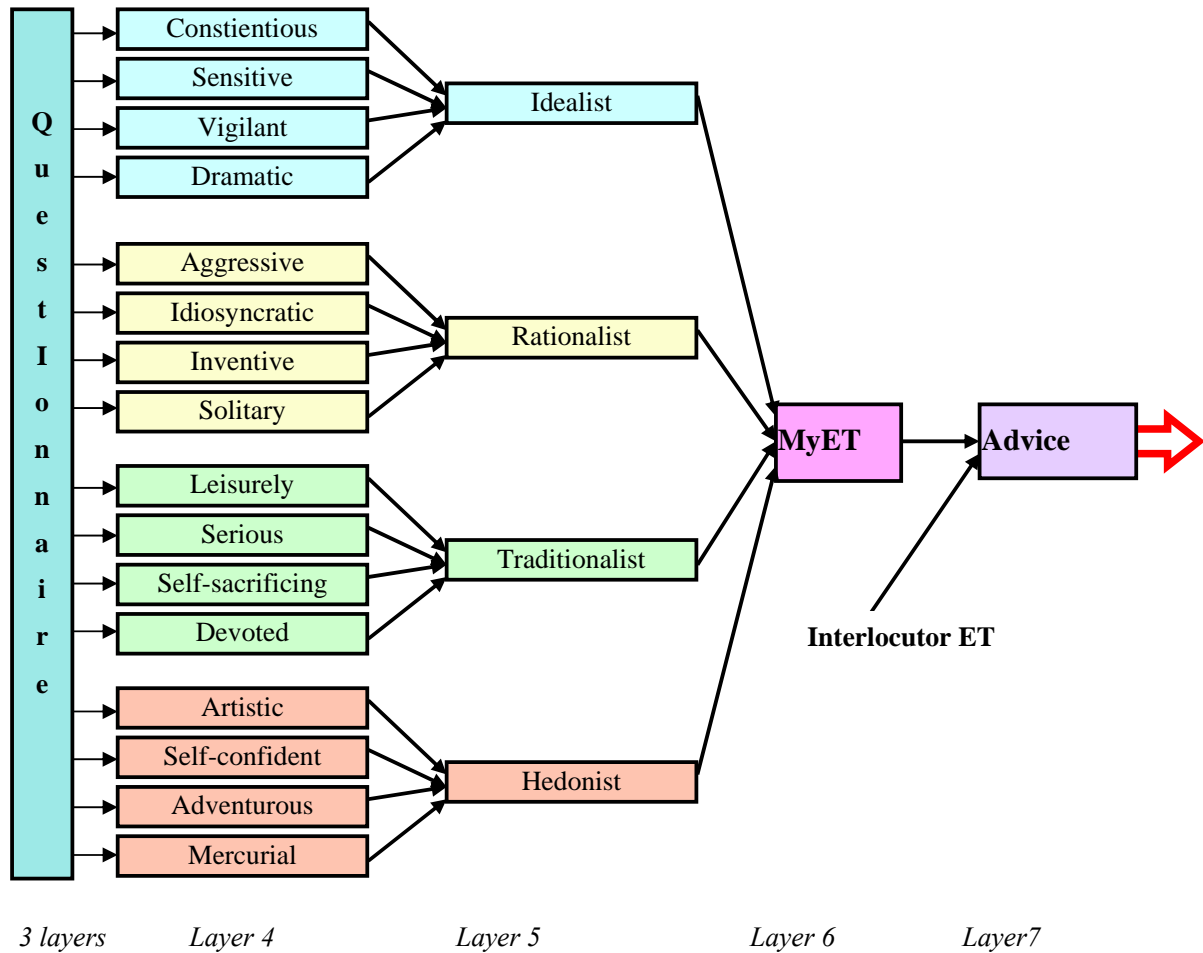 QuestIonnaire
Constientious
Sensitive
Vigilant
Dramatic
Idealist
Aggressive
Idiosyncratic
Inventive
Solitary
Rationalist
Leisurely
Serious
Self-sacrificing
Devoted
Traditionalist
Artistic
Self-confident
Adventurous
Mercurial
Hedonist
MyET
Advice
Interlocutor ET
3 layers
Layer 4
Layer 5
Layer 6
Layer7